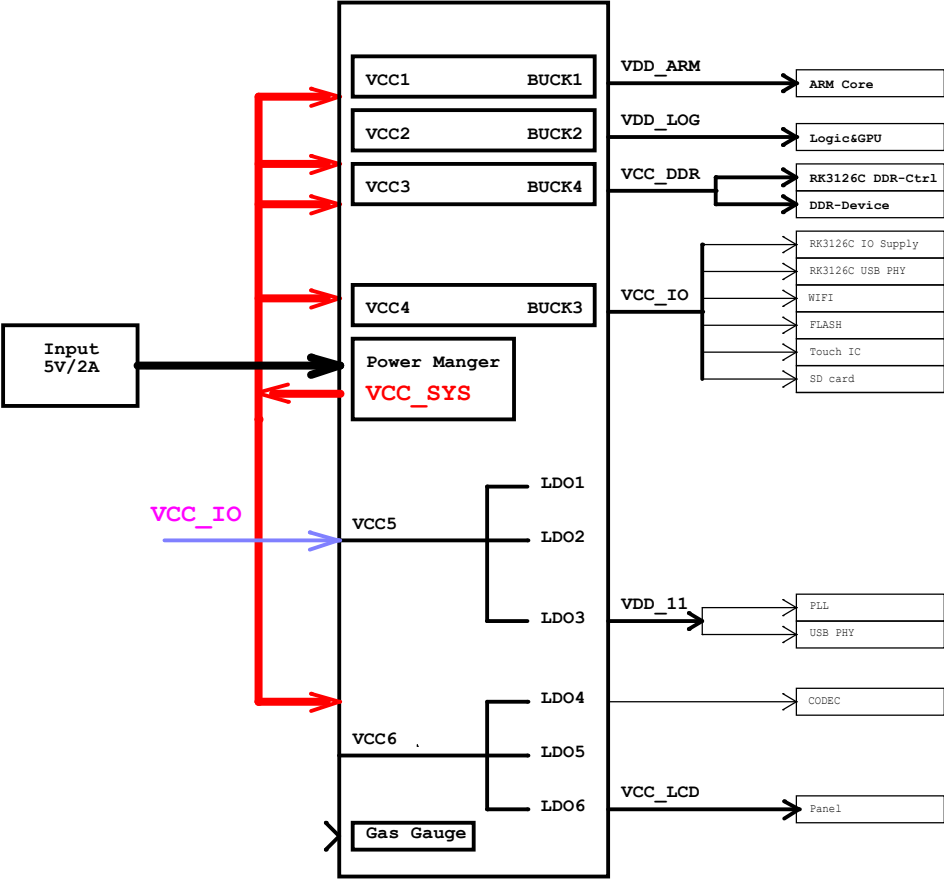 VDD_ARM
VCC1 BUCK1
ARM Core
VDD_LOG
VCC2 BUCK2
Logic&GPU
VCC_DDR
VCC3 BUCK4
RK3126C DDR-Ctrl
DDR-Device
RK3126C IO Supply
RK3126C USB PHY
VCC_IO
WIFI
VCC4 BUCK3
FLASH
Input
5V/2A
Touch IC
Power Manger
SD card
VCC_SYS
LDO1
VCC_IO
VCC5
LDO2
VDD_11
PLL
LDO3
USB PHY
LDO4
CODEC
VCC6
LDO5
VCC_LCD
LDO6
Panel
Gas Gauge